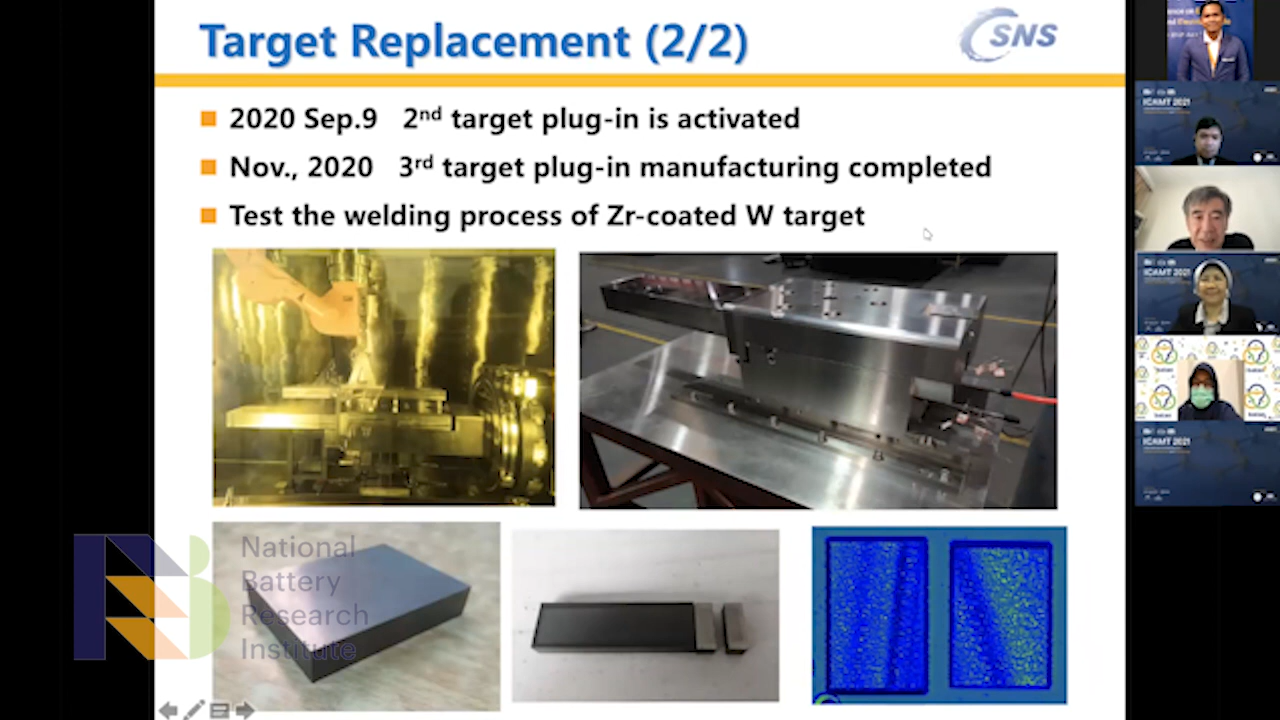 Target Replacement (2/2)
SNS
2020 Sep.9 2nd target plug-in is activated
Nov., 2020 3rd target plug-in manufacturing completed
Test the welding process of Zr-coated W target
National
Battery
Research
Institute
ICAMT 2021
ICAMT 2021
ICAMT 2021